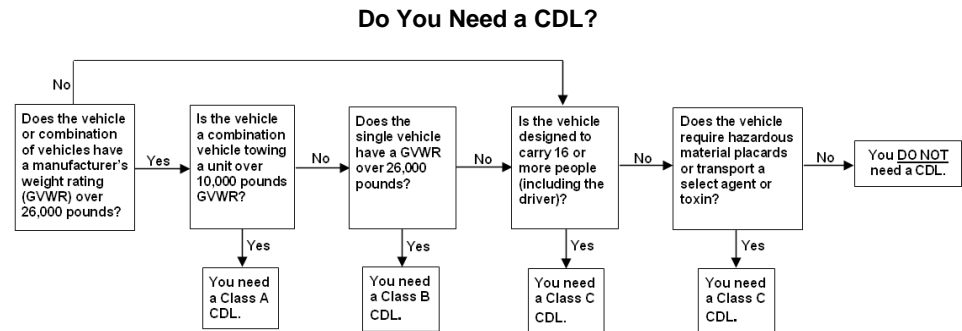 Do You Need a CDL?
No
Does the vehicle
or combination
of vehicles have
a manufacturer's
weight rating
(GVWR) over
26,000 pounds?
Yes
Is the vehicle
a combination
vehicle towing
a unit over
10,000 pounds
GVWR?
No
Does the
single vehicle
have a GVWR
over 26,000
pounds?
No
Is the vehicle
designed to
carry 16 or
more people
(including the
driver)?
No
Does the vehicle
require hazardous
material placards
or transport a
select agent or
toxin?
No
You DO NOT
need a CDL.
Yes
You need
a Class A
CDL.
Yes
You need
a Class B
CDL.
Yes
You need
a Class C
CDL.
Yes
You need
a Class C
CDL.